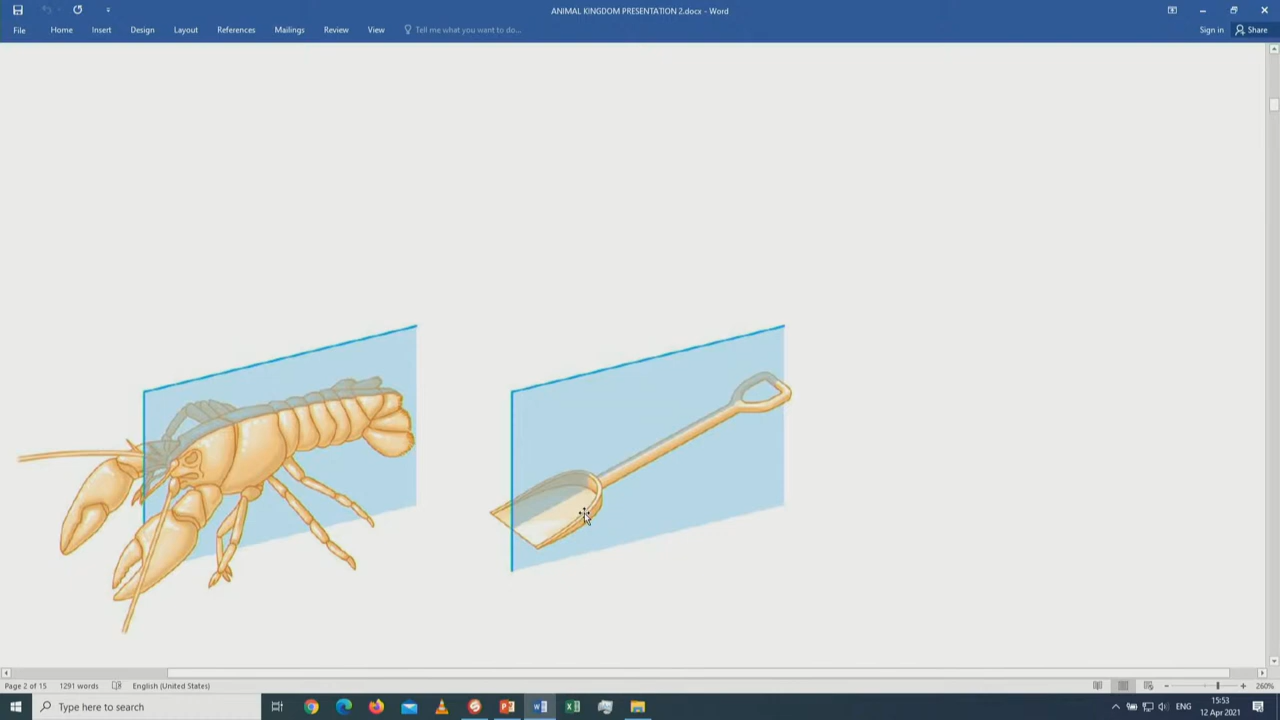 ANIMAL KINGDOM PRESENTATION 2.docx - Word
File Home Insert Design Layout References Mailings Review View Tell me what you want to do... Sign in Share
Page 2 of 15 1291 words English (United States) 260%
Type here to search ENG 15:53
12 Apr 2021